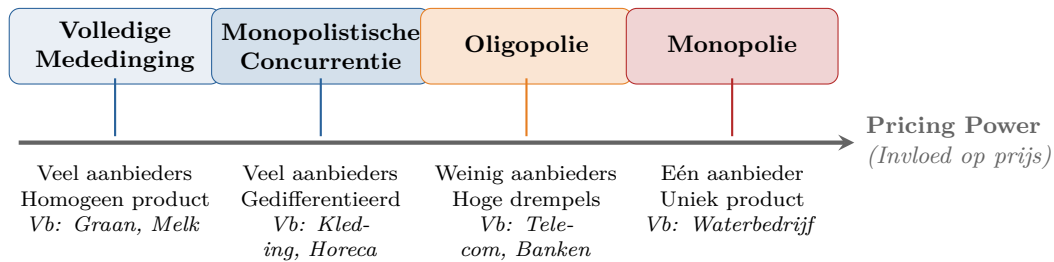 Volledige
Mededinging
Monopolistische
Concurrentie
Oligopolie
Monopolie
Pricing Power
(Invloed op prijs)
Veel aanbieders
Homogeen product
Vb: Graan, Melk
Veel aanbieders
Gedifferentieerd
Vb: Kled-
ing, Horeca
Weinig aanbieders
Hoge drempels
Vb: Tele-
com, Banken
Eén aanbieder
Uniek product
Vb: Waterbedrijf